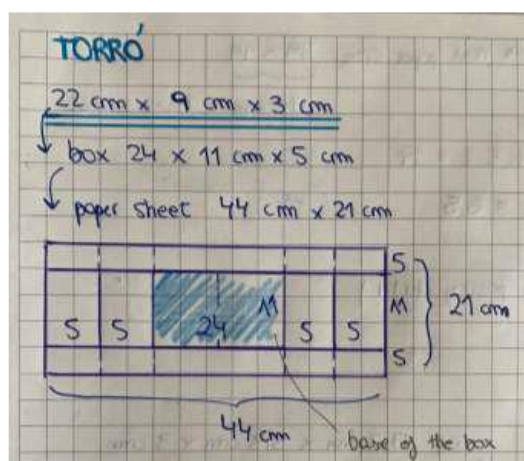 TORRÓ
22 cm x 9 cm x 3 cm
box 24 x 11 cm x 5 cm
paper sheet 44 cm x 21 cm
5
5 5 24 11 5 5 11 21 cm
5
44 cm
base of the box